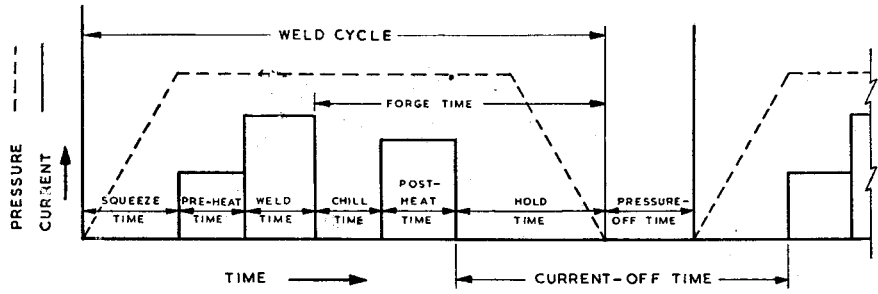 WELD CYCLE
FORGE TIME
PRESSURE
CURRENT
SQUEEZE TIME
PRE-HEAT TIME
WELD TIME
CHILL TIME
POST-HEAT TIME
HOLD TIME
PRESSURE-OFF TIME
TIME
CURRENT-OFF TIME